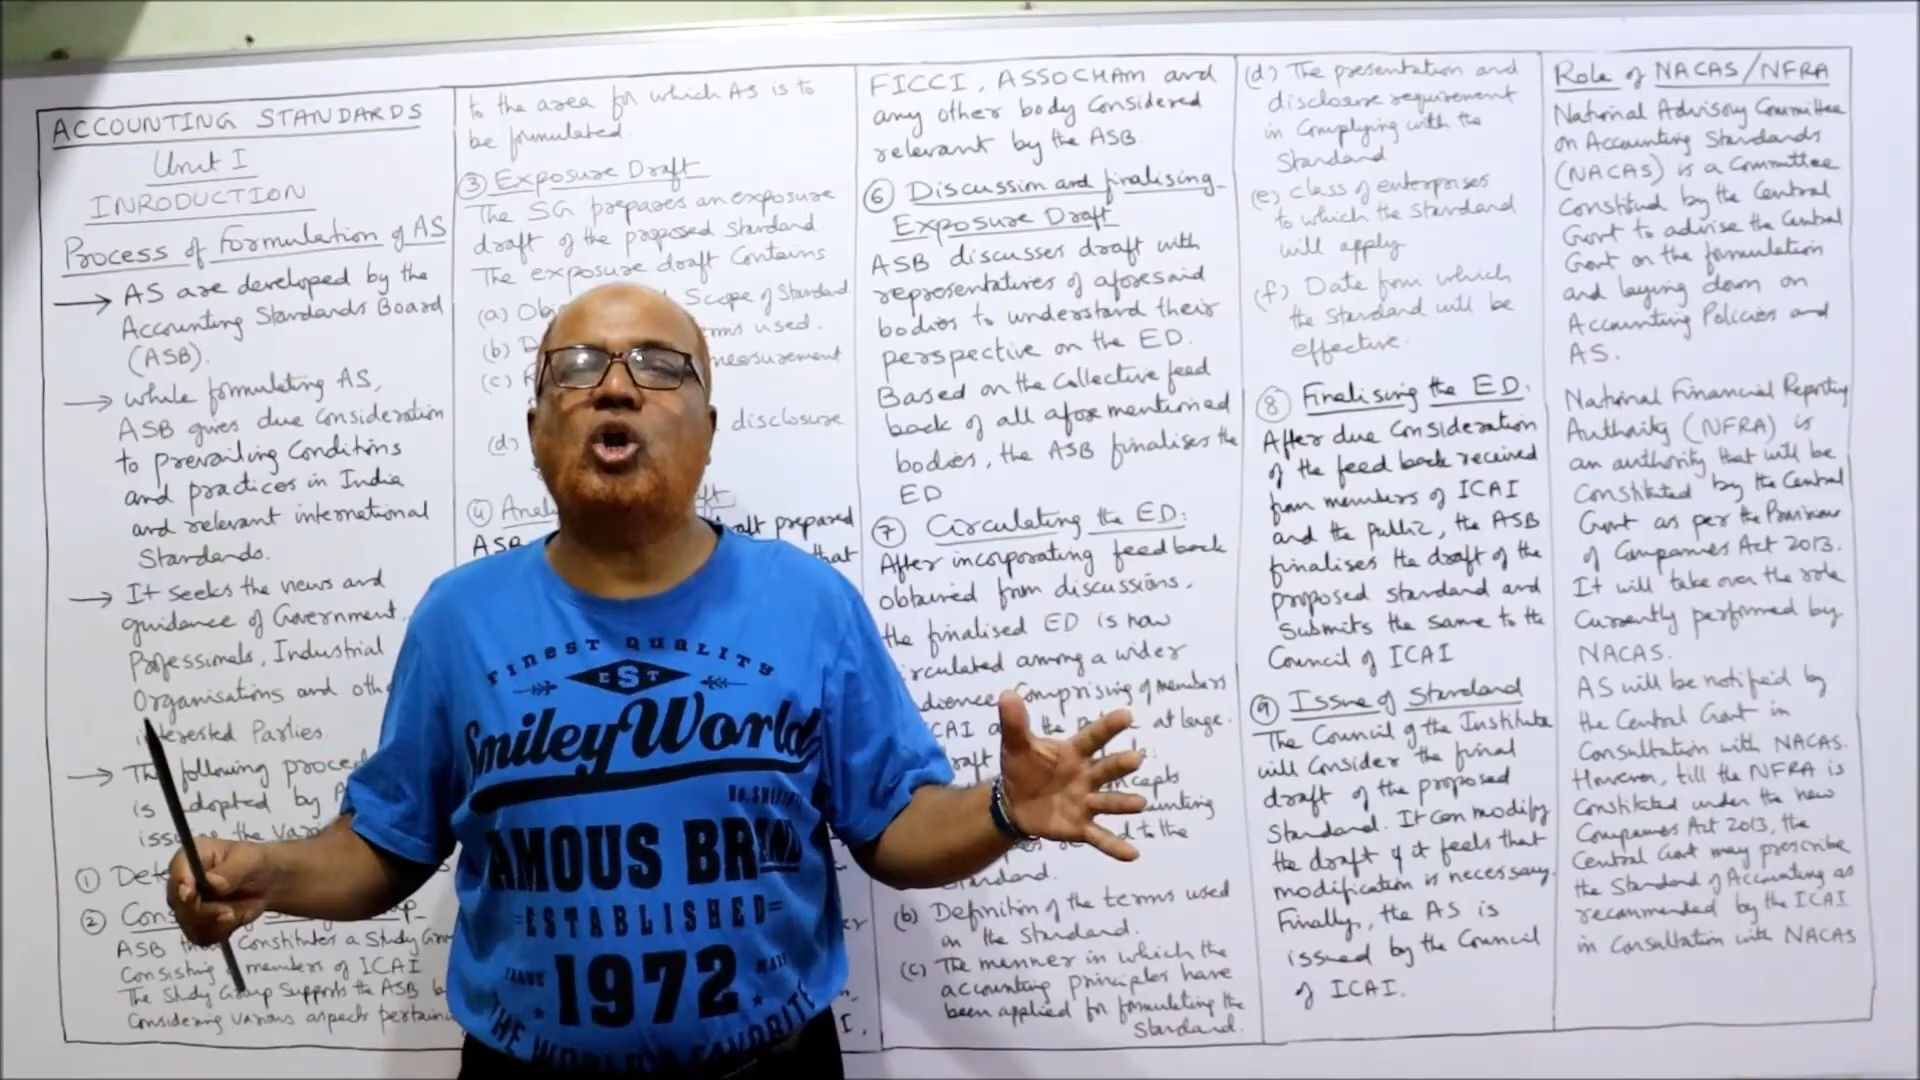 ACCOUNTING STANDARDS
Unit I
INRODUCTION
Process of Formulation of AS
→ AS are developed by the
Accounting Standards Board
(ASB).
→ while formulating AS,
ASB gives due consideration
to prevailing Conditions
and practices in India
and relevant international
Standards.
→ It seeks the views and
guidance of Government,
Professionals, Industrial
Organisations and
interested Parties.
→ The following
is adopted by
the
①
②
ASB Constitutes a Study
Consisting members of ICAI
The Study Group Supports the ASB
Considering various aspects
to the area for which AS is to
be formulated.
③ Exposure Draft
The SG prepares an exposure
draft of the proposed standard
The exposure draft Contains
(a) Scope of Standard
(b) used.
(c) measurement
(d) disclosure
④
ASB prepared
that
FICCI, ASSOCHAM and
any other body Considered
relevant by the ASB.
⑥ Discussion and finalising
Exposure Draft
ASB discusses draft with
representatives of aforesaid
bodies to understand their
perspective on the ED.
Based on the Collective feed
back of all aforementioned
bodies, the ASB finalises the
ED
⑦ Circulating the ED:
After incorporating feedback
obtained from discussions,
the finalised ED is now
among a wider
Comprising of members
the at large.
to the
(b) Definition of the terms used
in the Standard.
(c) The manner in which the
accounting principles have
been applied for formulating the
Standard.
(d) The presentation and
disclosure requirement
in Complying with the
Standard
(e) class of enterprises
to which the Standard
will apply
(f) Date from which
the Standard will be
effective.
⑧ Finalising the ED:
After due Consideration
of the feed back received
from members of ICAI
and the public, the ASB
finalises the draft of the
proposed standard and
Submits the same to the
Council of ICAI
⑨ Issue of Standard
The Council of the Institute
will Consider the final
draft of the proposed
Standard. It can modify
the draft if it feels that
modification is necessary.
Finally, the AS is
issued by the Council
of ICAI.
Role of NACAS/NFRA
National Advisory Committee
on Accounting Standards
(NACAS) is a Committee
by the Central
Govt to advise the Central
Govt on the formulation
and laying down on
Accounting Policies and
AS.
National Financial Reporting
Authority (NFRA) is
an authority that will be
Constituted by the Central
Govt as per the Provisions
of Companies Act 2013.
It will take over the role
Currently performed by
NACAS.
AS will be notified by
the Central Govt in
Consultation with NACAS.
However, till the NFRA is
Constituted under the new
Companies Act 2013, the
Central Govt may prescribe
the Standard of Accounting as
recommended by the ICAI
in Consultation with NACAS
FINEST QUALITY
EST
SmileyWorld
AMOUS BRAND
ESTABLISHED
1972
THE WORLD'S FAVORITE